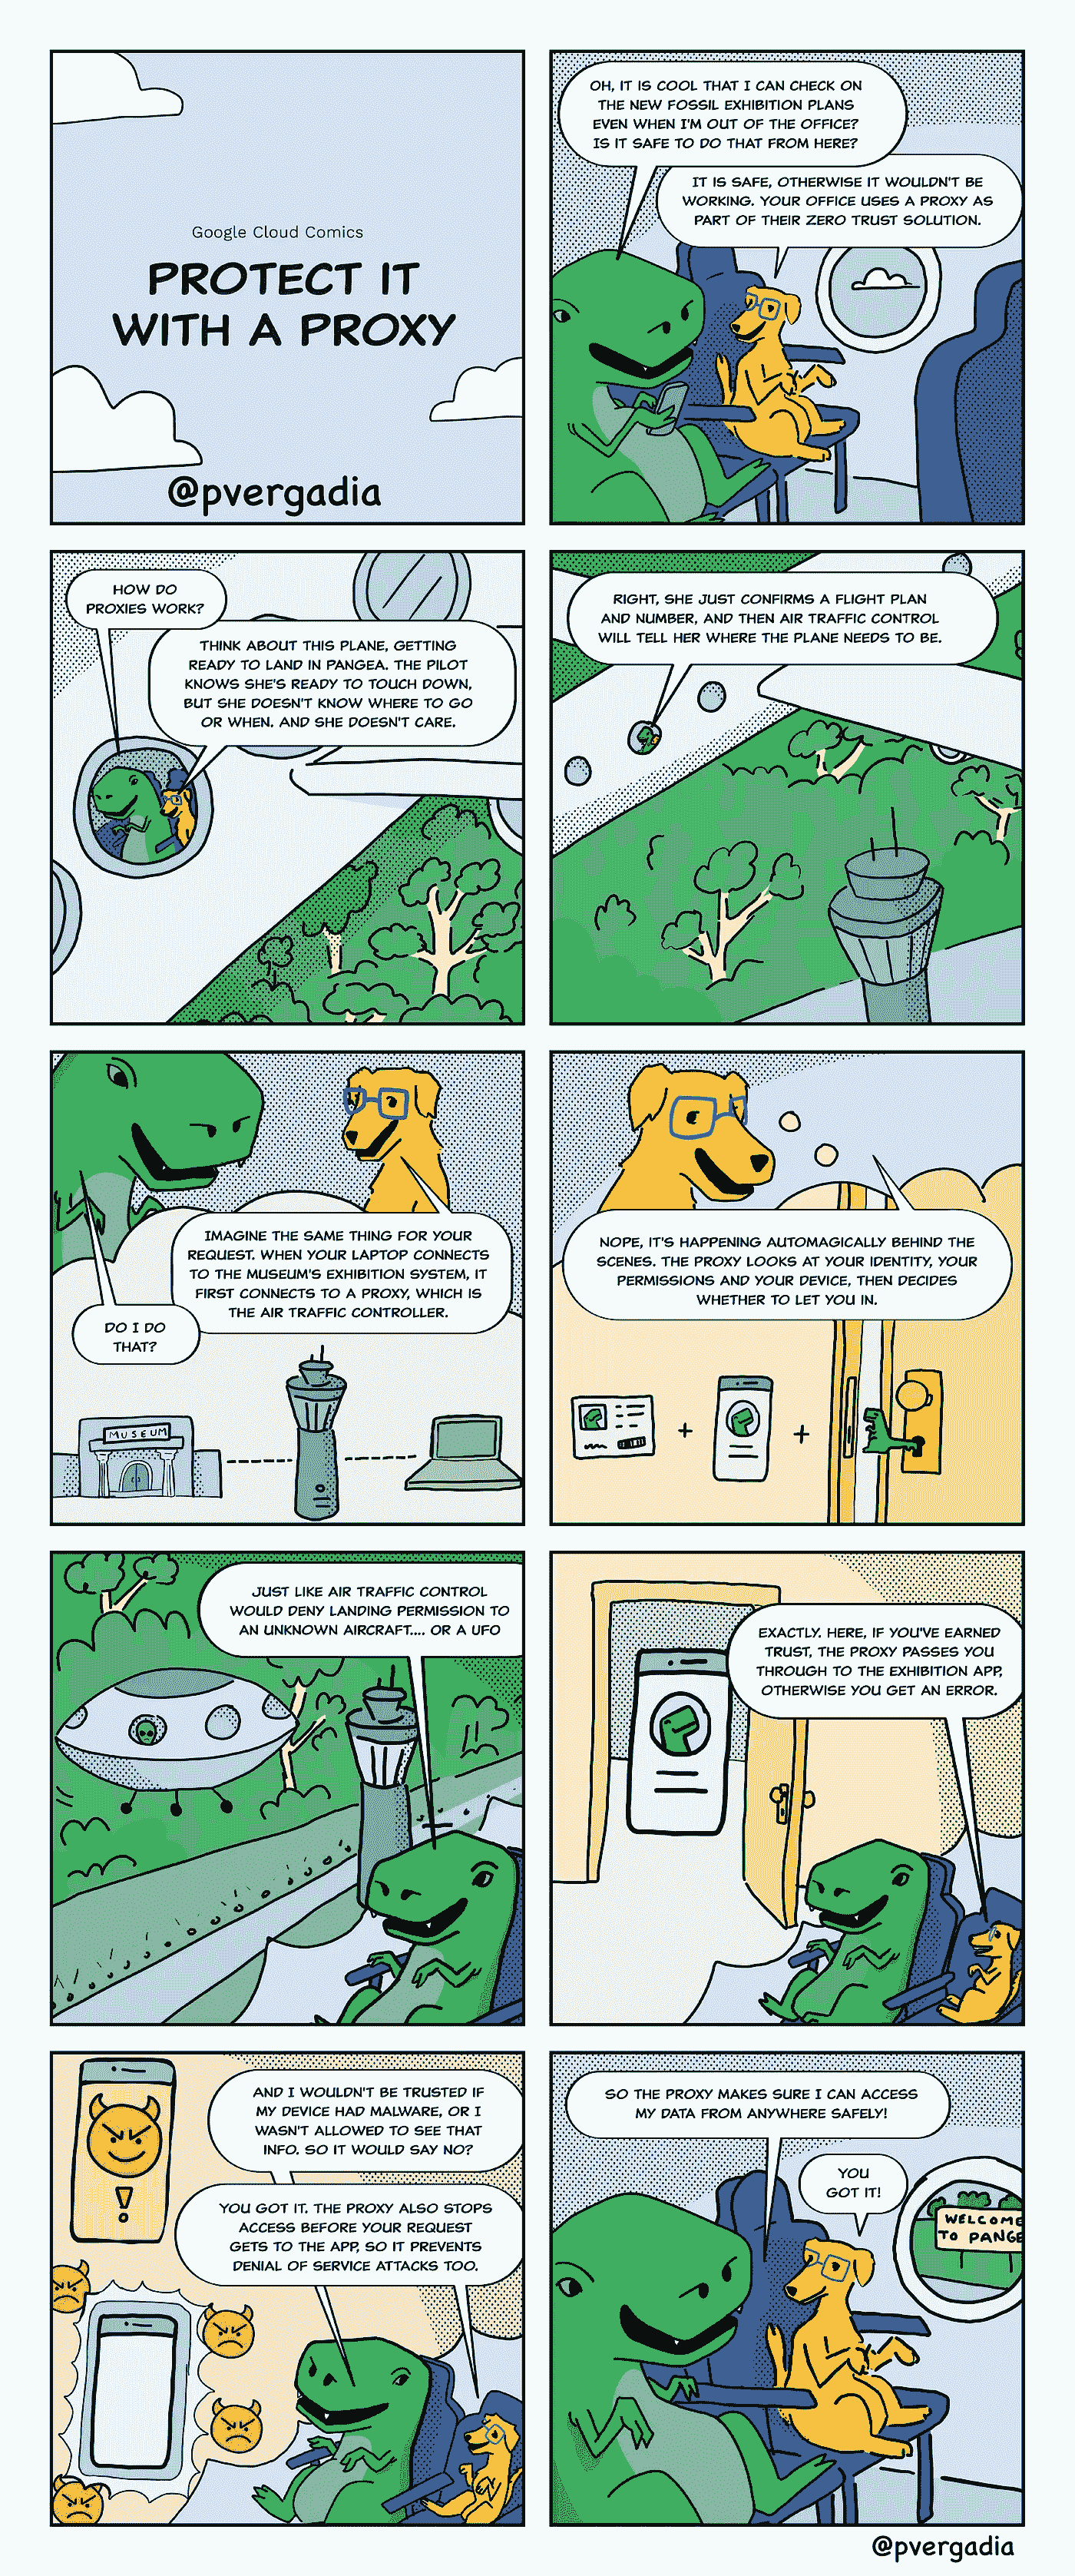 Google Cloud Comics
PROTECT IT
WITH A PROXY
@pvergadia
OH, IT IS COOL THAT I CAN CHECK ON
THE NEW FOSSIL EXHIBITION PLANS
EVEN WHEN I'M OUT OF THE OFFICE?
IS IT SAFE TO DO THAT FROM HERE?
IT IS SAFE, OTHERWISE IT WOULDN'T BE
WORKING. YOUR OFFICE USES A PROXY AS
PART OF THEIR ZERO TRUST SOLUTION.
HOW DO
PROXIES WORK?
THINK ABOUT THIS PLANE, GETTING
READY TO LAND IN PANGEA. THE PILOT
KNOWS SHE'S READY TO TOUCH DOWN,
BUT SHE DOESN'T KNOW WHERE TO GO
OR WHEN. AND SHE DOESN'T CARE.
RIGHT, SHE JUST CONFIRMS A FLIGHT PLAN
AND NUMBER, AND THEN AIR TRAFFIC CONTROL
WILL TELL HER WHERE THE PLANE NEEDS TO BE.
IMAGINE THE SAME THING FOR YOUR
REQUEST. WHEN YOUR LAPTOP CONNECTS
TO THE MUSEUM'S EXHIBITION SYSTEM, IT
FIRST CONNECTS TO A PROXY, WHICH IS
THE AIR TRAFFIC CONTROLLER.
DO I DO
THAT?
MUSEUM
NOPE, IT'S HAPPENING AUTOMAGICALLY BEHIND THE
SCENES. THE PROXY LOOKS AT YOUR IDENTITY, YOUR
PERMISSIONS AND YOUR DEVICE, THEN DECIDES
WHETHER TO LET YOU IN.
+ +
JUST LIKE AIR TRAFFIC CONTROL
WOULD DENY LANDING PERMISSION TO
AN UNKNOWN AIRCRAFT.... OR A UFO
EXACTLY. HERE, IF YOU'VE EARNED
TRUST, THE PROXY PASSES YOU
THROUGH TO THE EXHIBITION APP,
OTHERWISE YOU GET AN ERROR.
AND I WOULDN'T BE TRUSTED IF
MY DEVICE HAD MALWARE, OR I
WASN'T ALLOWED TO SEE THAT
INFO. SO IT WOULD SAY NO?
!
YOU GOT IT. THE PROXY ALSO STOPS
ACCESS BEFORE YOUR REQUEST
GETS TO THE APP, SO IT PREVENTS
DENIAL OF SERVICE ATTACKS TOO.
SO THE PROXY MAKES SURE I CAN ACCESS
MY DATA FROM ANYWHERE SAFELY!
YOU
GOT IT!
WELCOME
TO PANGE
@pvergadia